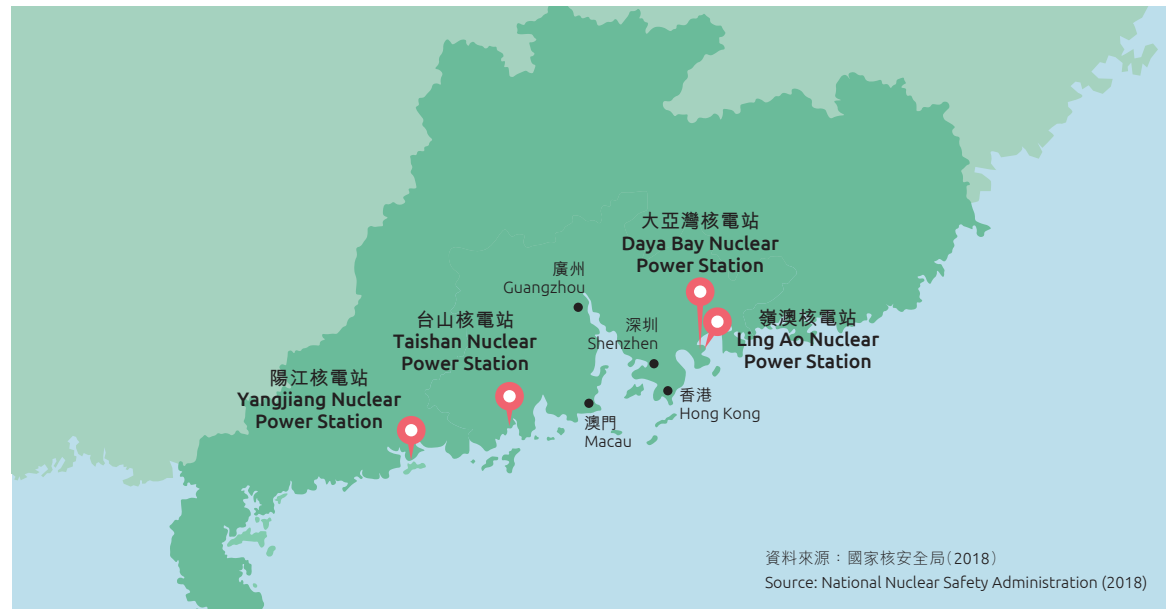 大亞灣核電站
Daya Bay Nuclear
Power Station
廣州
Guangzhou
台山核電站
Taishan Nuclear
Power Station
深圳
Shenzhen
嶺澳核電站
Ling Ao Nuclear
Power Station
陽江核電站
Yangjiang Nuclear
Power Station
香港
Hong Kong
澳門
Macau
資料來源：國家核安全局(2018)
Source: National Nuclear Safety Administration (2018)